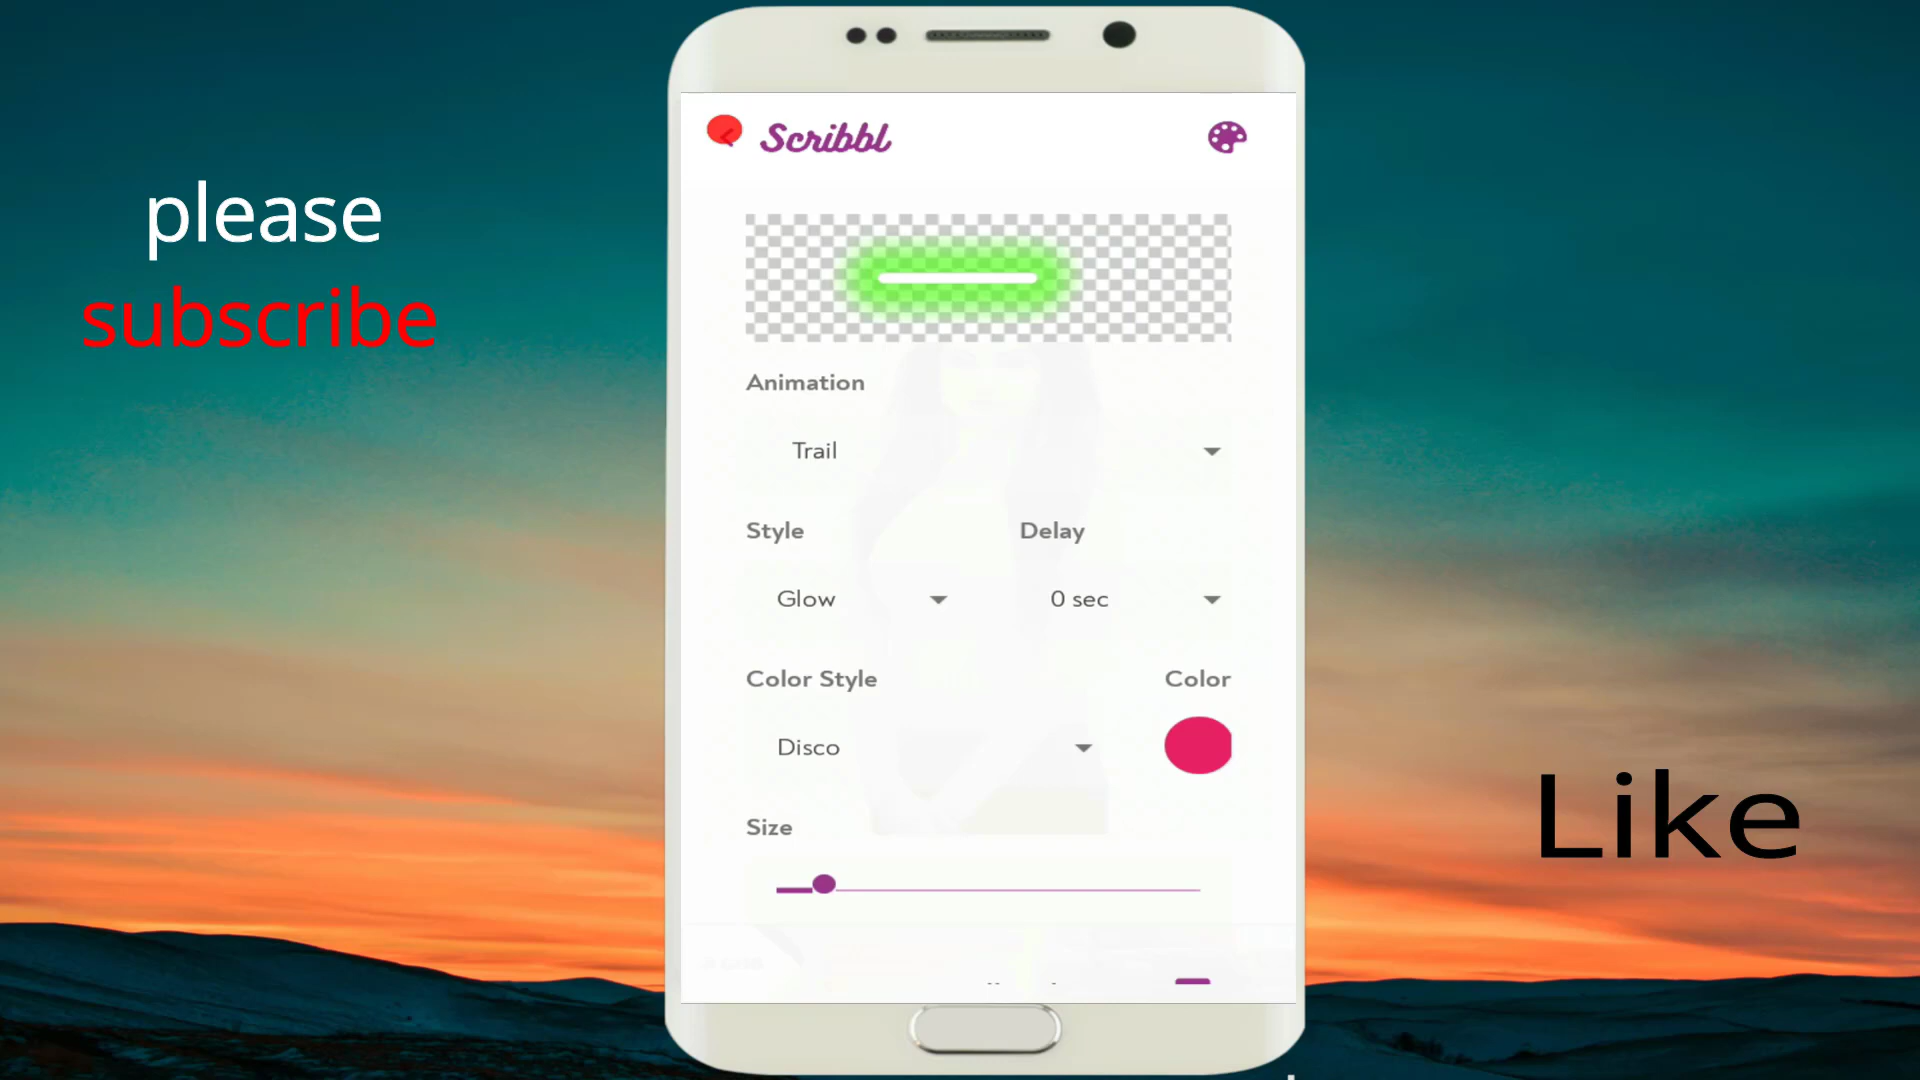 please
subscribe
Scribbl
Animation
Trail
Style Delay
Glow 0 sec
Color Style Color
Disco
Size
Like